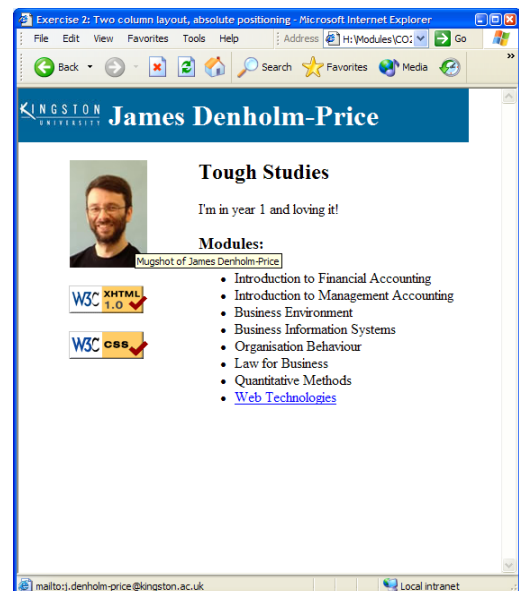 Exercise 2: Two column layout, absolute positioning - Microsoft Internet Explorer
File Edit View Favorites Tools Help Address H:\Modules\CO2 Go
Back Search Favorites Media »
KINGSTON
UNIVERSITY
James Denholm-Price
Tough Studies
I'm in year 1 and loving it!
Modules:
Mugshot of James Denholm-Price
Introduction to Financial Accounting
Introduction to Management Accounting
Business Environment
Business Information Systems
Organisation Behaviour
Law for Business
Quantitative Methods
Web Technologies
W3C XHTML 1.0
W3C css
mailto:j.denholm-price@kingston.ac.uk Local intranet